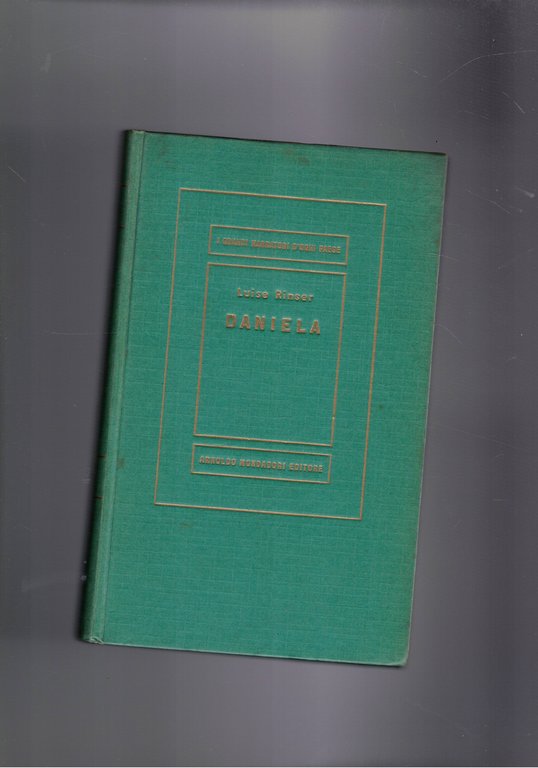 I GRANDI NARRATORI D'OGNI PAESE
Luise Rinser
DANIELA
ARNOLDO MONDADORI EDITORE